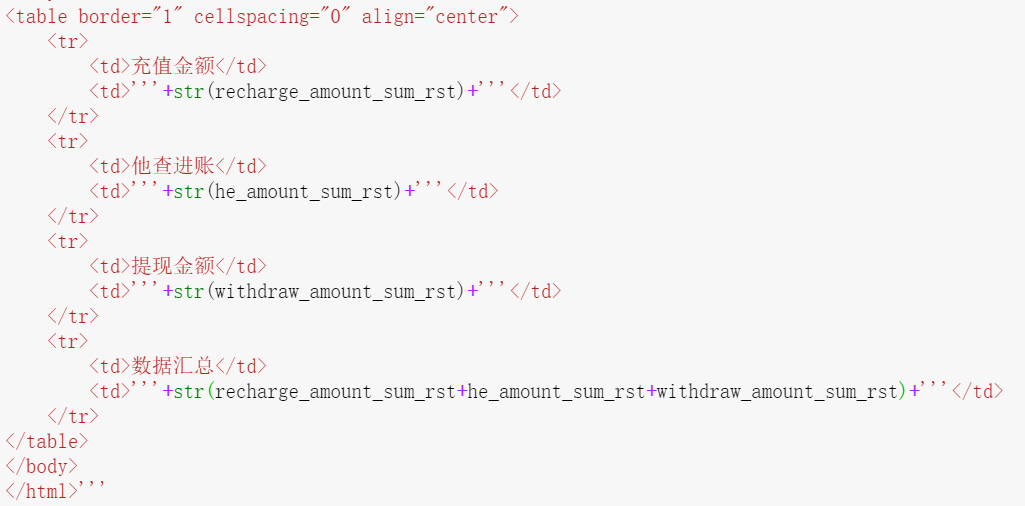 <table border="1" cellspacing="0" align="center">
    <tr>
        <td>充值金额</td>
        <td>'''+str(recharge_amount_sum_rst)+'''</td>
    </tr>
    <tr>
        <td>他查进账</td>
        <td>'''+str(he_amount_sum_rst)+'''</td>
    </tr>
    <tr>
        <td>提现金额</td>
        <td>'''+str(withdraw_amount_sum_rst)+'''</td>
    </tr>
    <tr>
        <td>数据汇总</td>
        <td>'''+str(recharge_amount_sum_rst+he_amount_sum_rst+withdraw_amount_sum_rst)+'''</td>
    </tr>
</table>
</body>
</html>'''